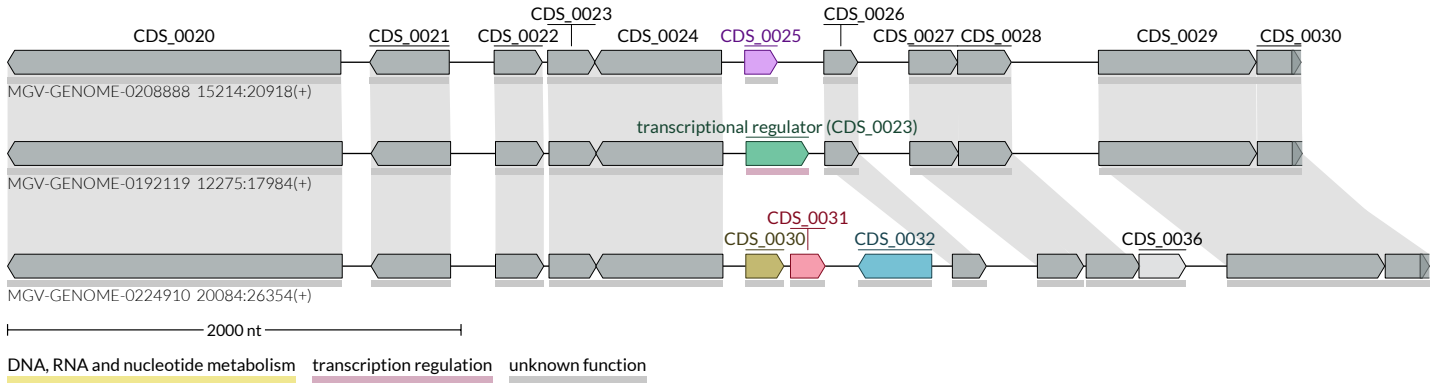 CDS_0023 CDS_0026
CDS_0020 CDS_0021 CDS_0022 CDS_0024 CDS_0025 CDS_0027 CDS_0028 CDS_0029 CDS_0030
MGV-GENOME-0208888 15214:20918(+)
transcriptional regulator (CDS_0023)
MGV-GENOME-0192119 12275:17984(+)
CDS_0031
CDS_0030 CDS_0032 CDS_0036
MGV-GENOME-0224910 20084:26354(+)
2000 nt
DNA, RNA and nucleotide metabolism transcription regulation unknown function